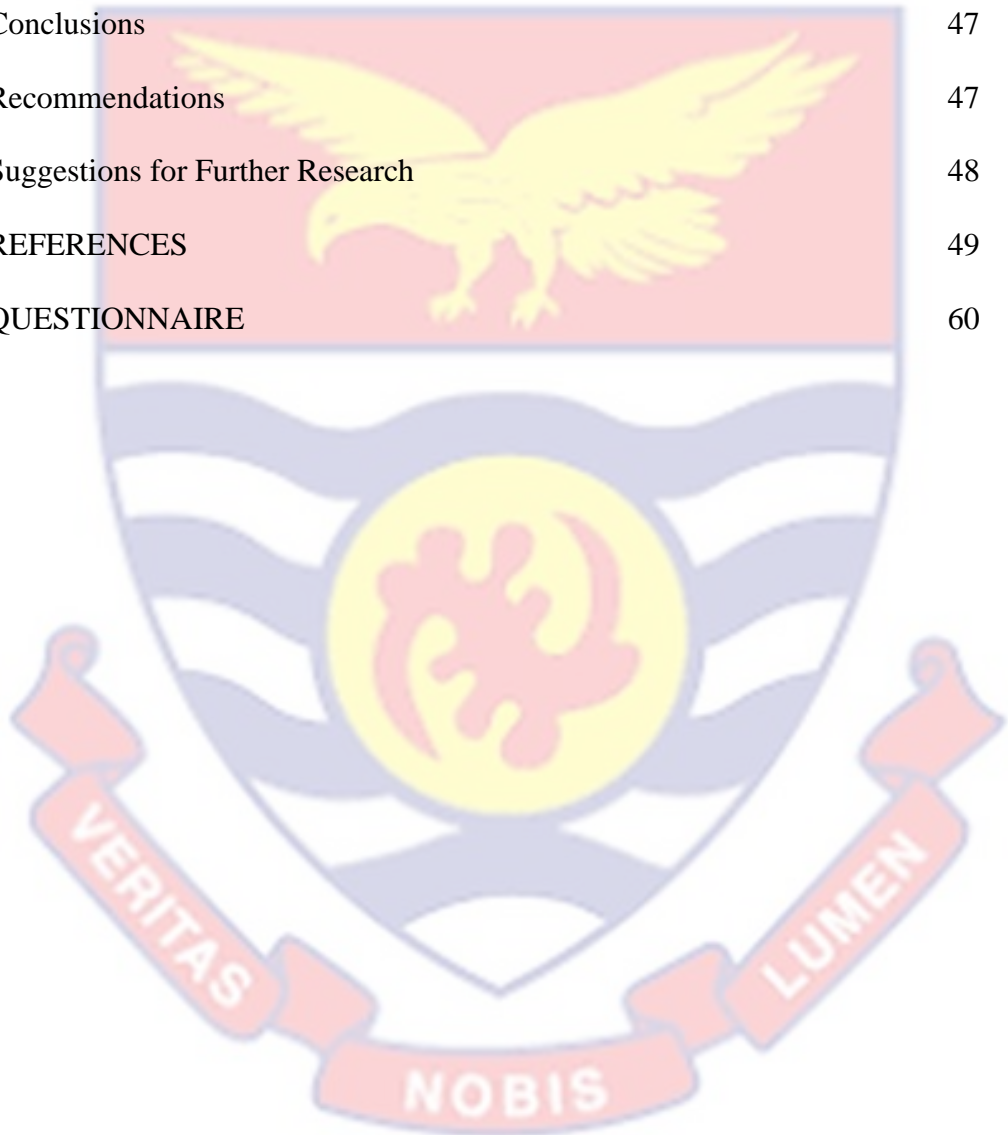 Conclusions 47
Recommendations 47
Suggestions for Further Research 48
REFERENCES 49
QUESTIONNAIRE 60
VERITAS
NOBIS
LUMEN